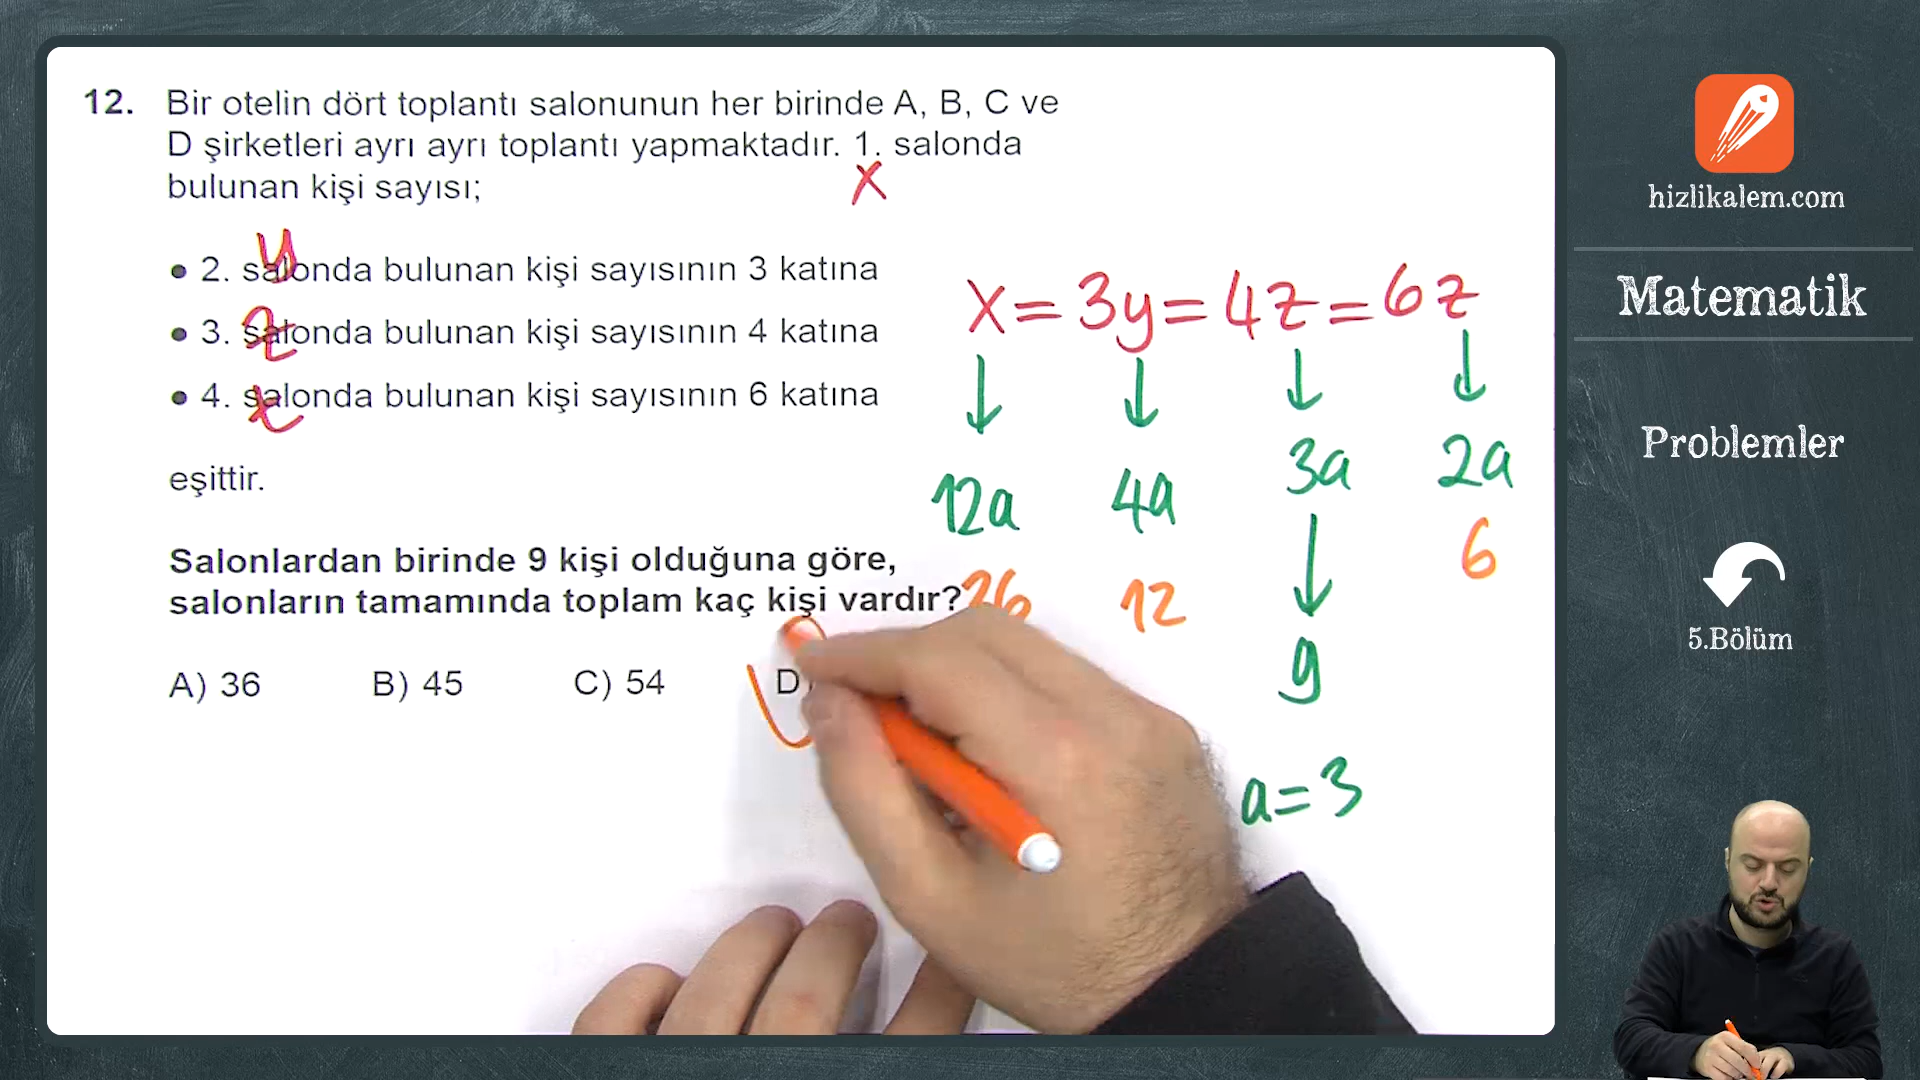 12. Bir otelin dört toplantı salonunun her birinde A, B, C ve
D şirketleri ayrı ayrı toplantı yapmaktadır. 1. salonda
bulunan kişi sayısı;
x
y
• 2. salonda bulunan kişi sayısının 3 katına
z
• 3. salonda bulunan kişi sayısının 4 katına
t
• 4. salonda bulunan kişi sayısının 6 katına
eşittir.
Salonlardan birinde 9 kişi olduğuna göre,
salonların tamamında toplam kaç kişi vardır?
A) 36 B) 45 C) 54 D)
x = 3y = 4z = 6z
12a 4a 3a 2a
36 12 9 6
a = 3
hizlikalem.com
Matematik
Problemler
5.Bölüm